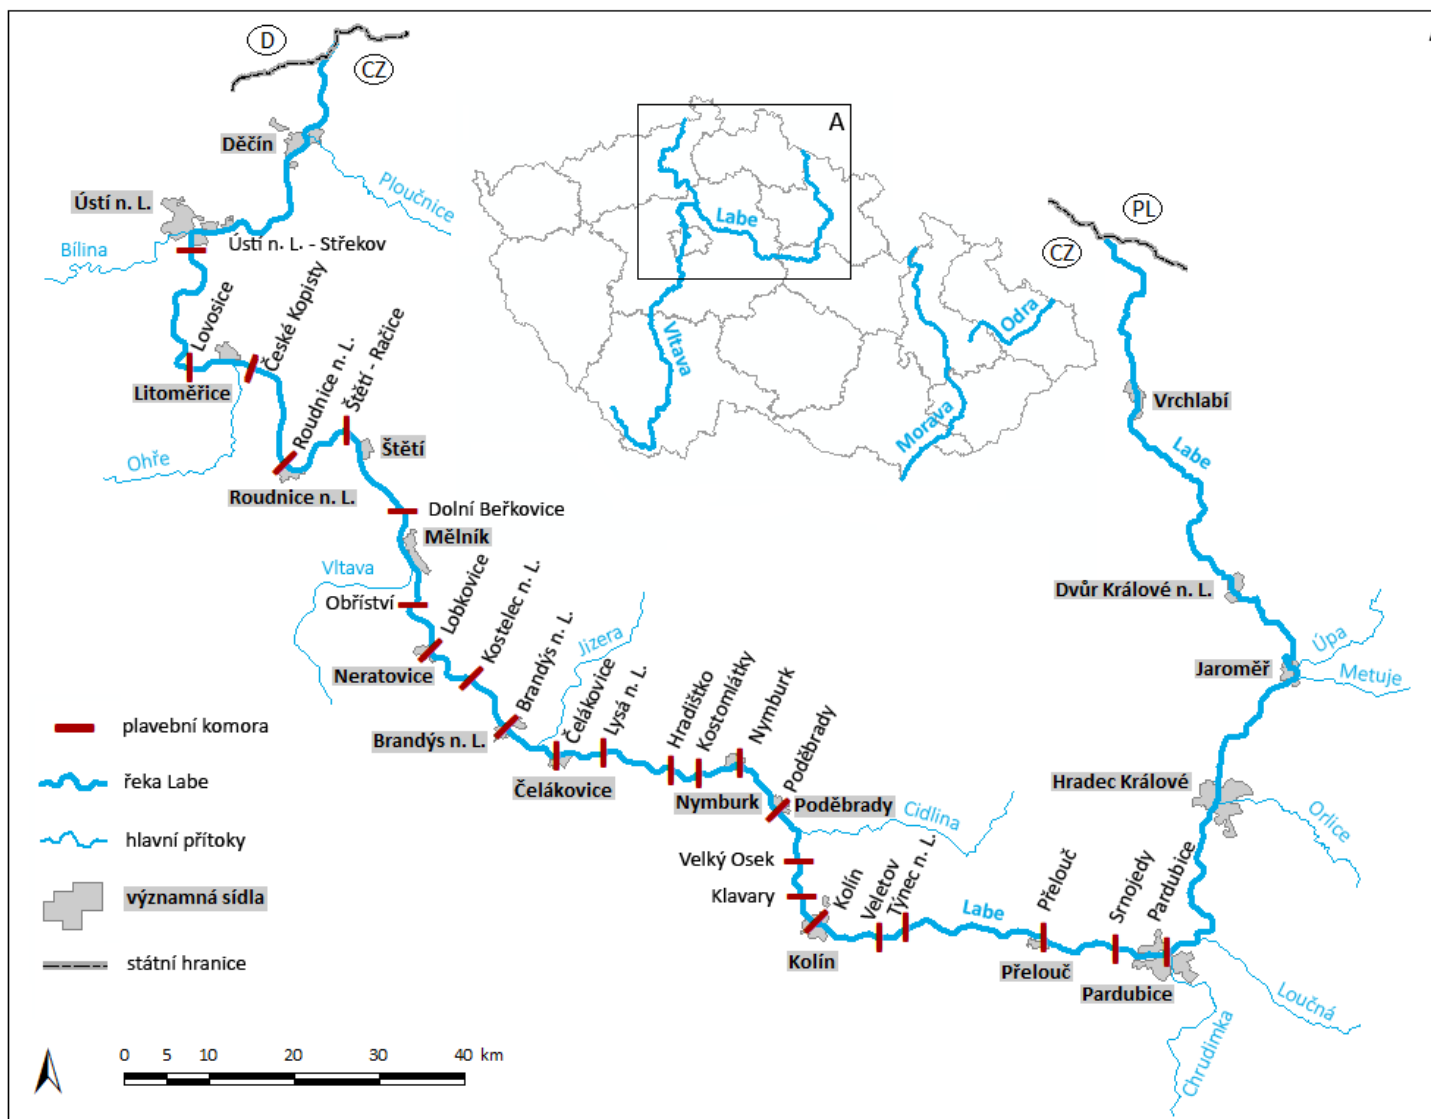 D
CZ
A
Děčín
Ploučnice
Ústí n. L.
Ústí n. L. - Střekov
Bílina
Labe
PL
CZ
Lovosice
České Kopisty
Roudnice n. L.
Štětí - Račice
Litoměřice
Vltava
Odra
Morava
Vrchlabí
Labe
Štětí
Ohře
Roudnice n. L.
Dolní Beřkovice
Mělník
Vltava
Obříství
Lobkovice
Kostelec n. L.
Brandýs n. L.
Jizera
Dvůr Králové n. L.
Úpa
Metuje
Jaroměř
Neratovice
Čelákovice
Lysá n. L.
Hradištko
Kostomlátky
Nymburk
Poděbrady
Brandýs n. L.
Čelákovice
Nymburk
Poděbrady
Cidlina
Hradec Králové
Orlice
Velký Osek
Klavary
Kolín
Veletov
Týnec n. L.
Labe
Přelouč
Srnojedy
Pardubice
Kolín
Přelouč
Pardubice
Loučná
Chrudimka
plavební komora
řeka Labe
hlavní přítoky
významná sídla
státní hranice
0 5 10 20 30 40 km